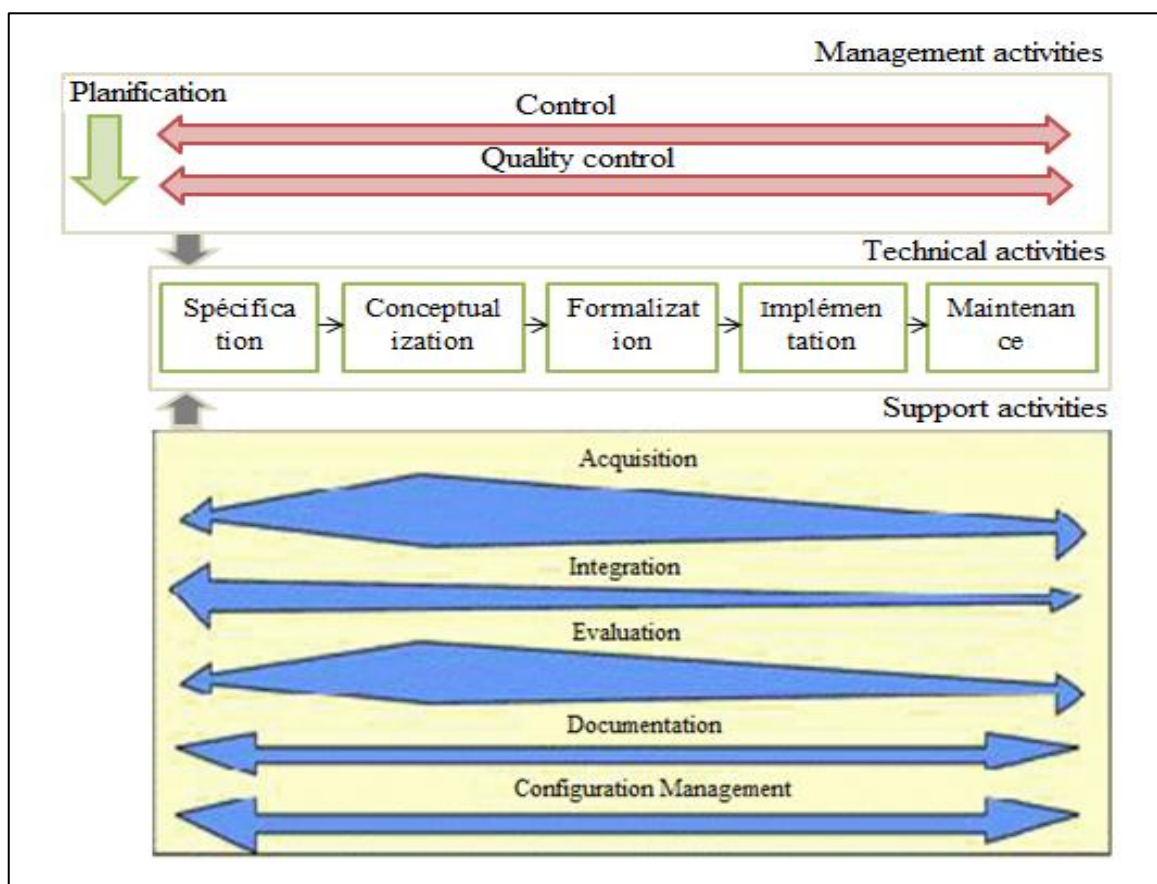 Management activities
Planification
Control
Quality control
Technical activities
Spécifica
tion
Conceptual
ization
Formalizat
ion
Implémen
tation
Maintenan
ce
Support activities
Acquisition
Integration
Evaluation
Documentation
Configuration Management